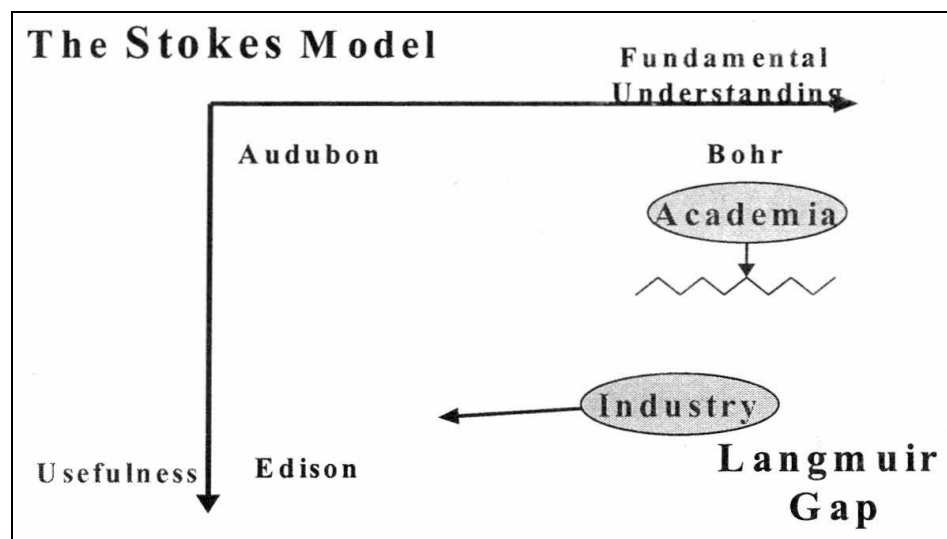 The Stokes Model
Fundamental
Understanding
Audubon
Bohr
Academia
Industry
Usefulness
Edison
Langmuir
Gap